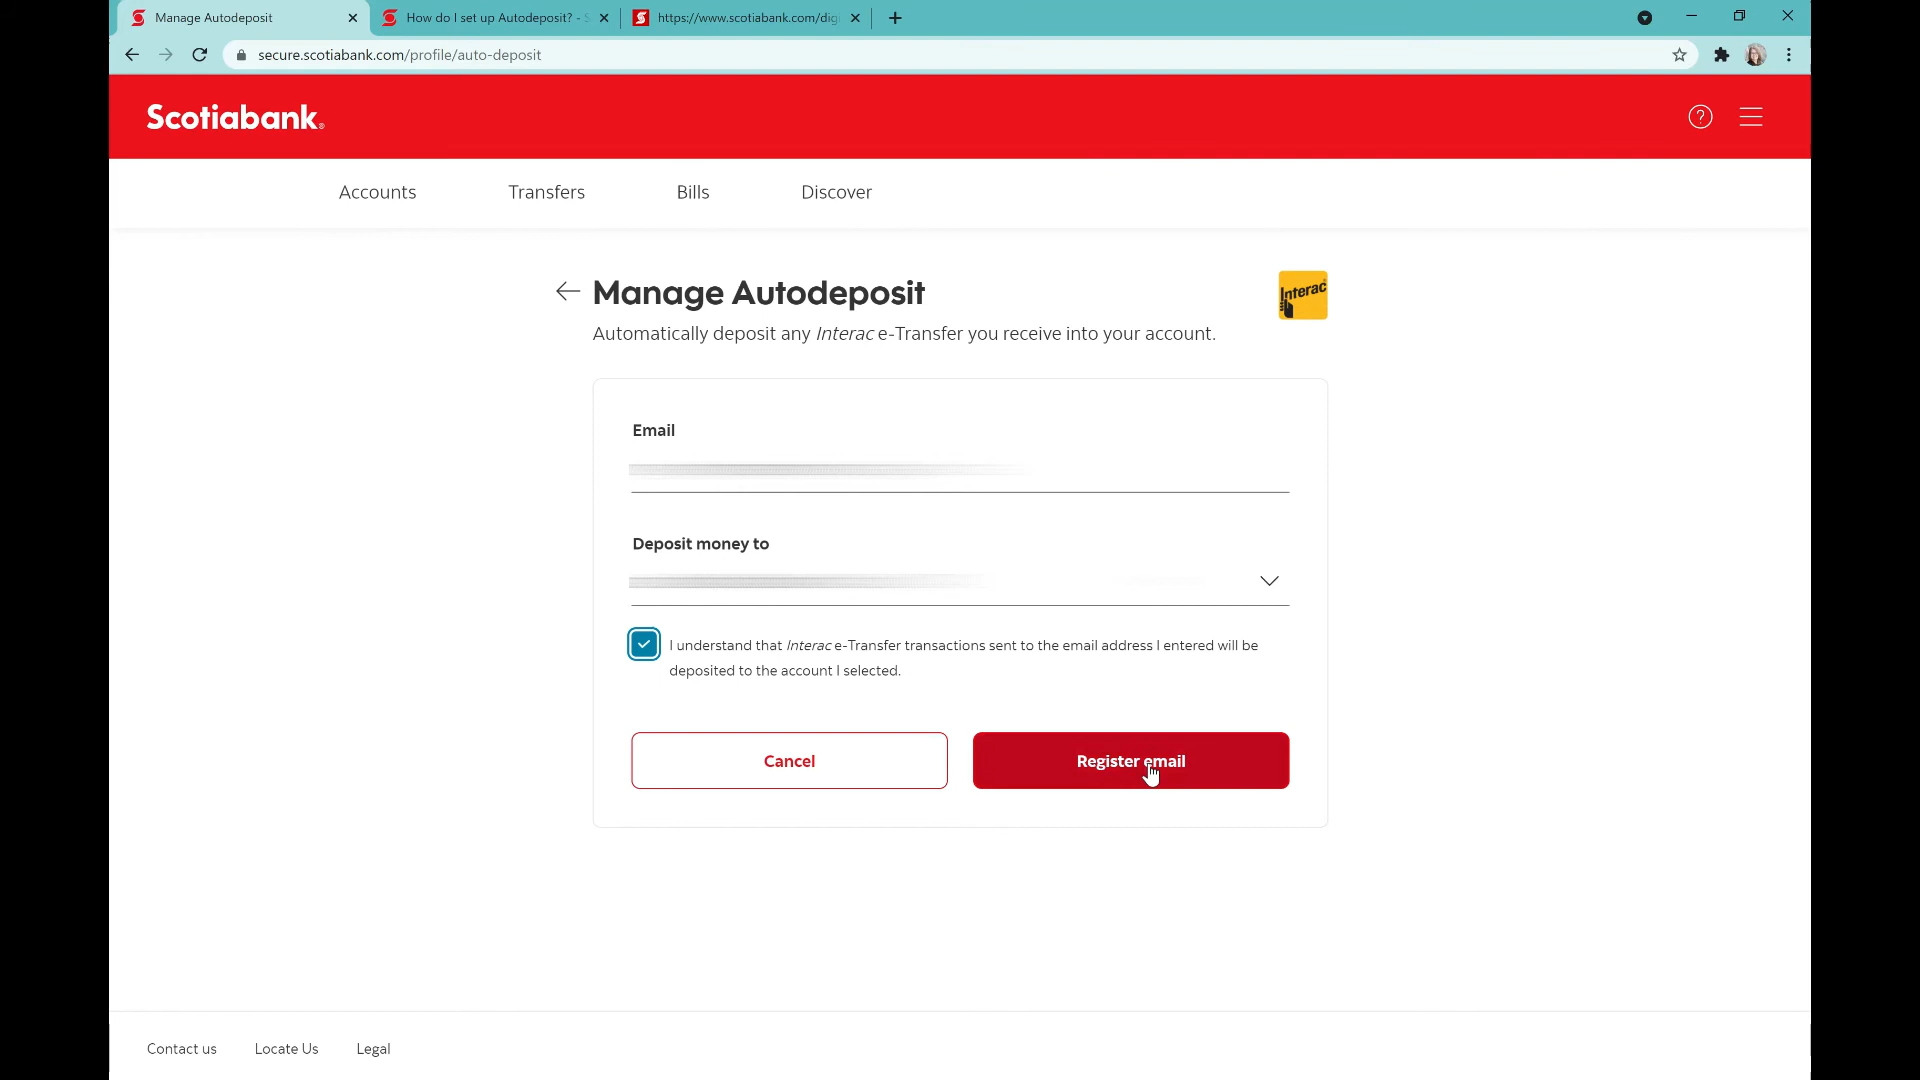 Manage Autodeposit
How do I set up Autodeposit? - S
https://www.scotiabank.com/dig
secure.scotiabank.com/profile/auto-deposit
Scotiabank®
Accounts Transfers Bills Discover
Manage Autodeposit
Interac®
Automatically deposit any Interac e-Transfer you receive into your account.
Email
Deposit money to
I understand that Interac e-Transfer transactions sent to the email address I entered will be
deposited to the account I selected.
Cancel Register email
Contact us Locate Us Legal